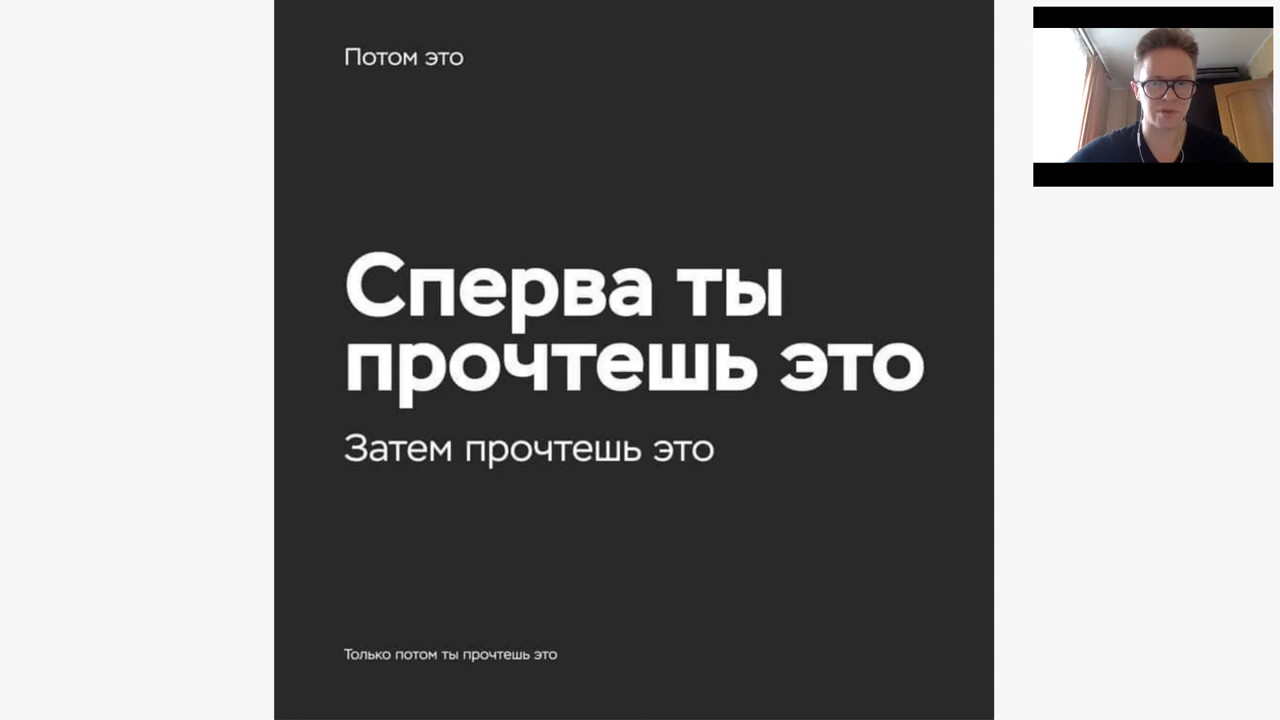 Потом это
Сперва ты
прочтешь это
Затем прочтешь это
Только потом ты прочтешь это